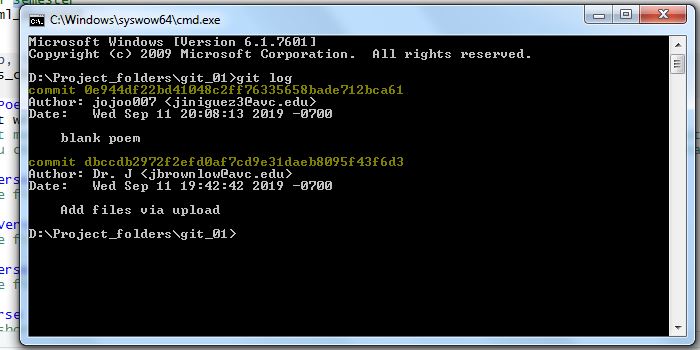 C:\Windows\syswow64\cmd.exe
Microsoft Windows [Version 6.1.7601]
Copyright (c) 2009 Microsoft Corporation.  All rights reserved.
D:\Project_folders\git_01>git log
commit 0e944df22bd41048c2ff76335658bade712bca61
Author: jojoo007 <jiniguez3@avc.edu>
Date:   Wed Sep 11 20:08:13 2019 -0700
blank poem
commit dbccdb2972f2efd0af7cd9e31daeb8095f43f6d3
Author: Dr. J <jbrownlow@avc.edu>
Date:   Wed Sep 11 19:42:42 2019 -0700
Add files via upload
D:\Project_folders\git_01>